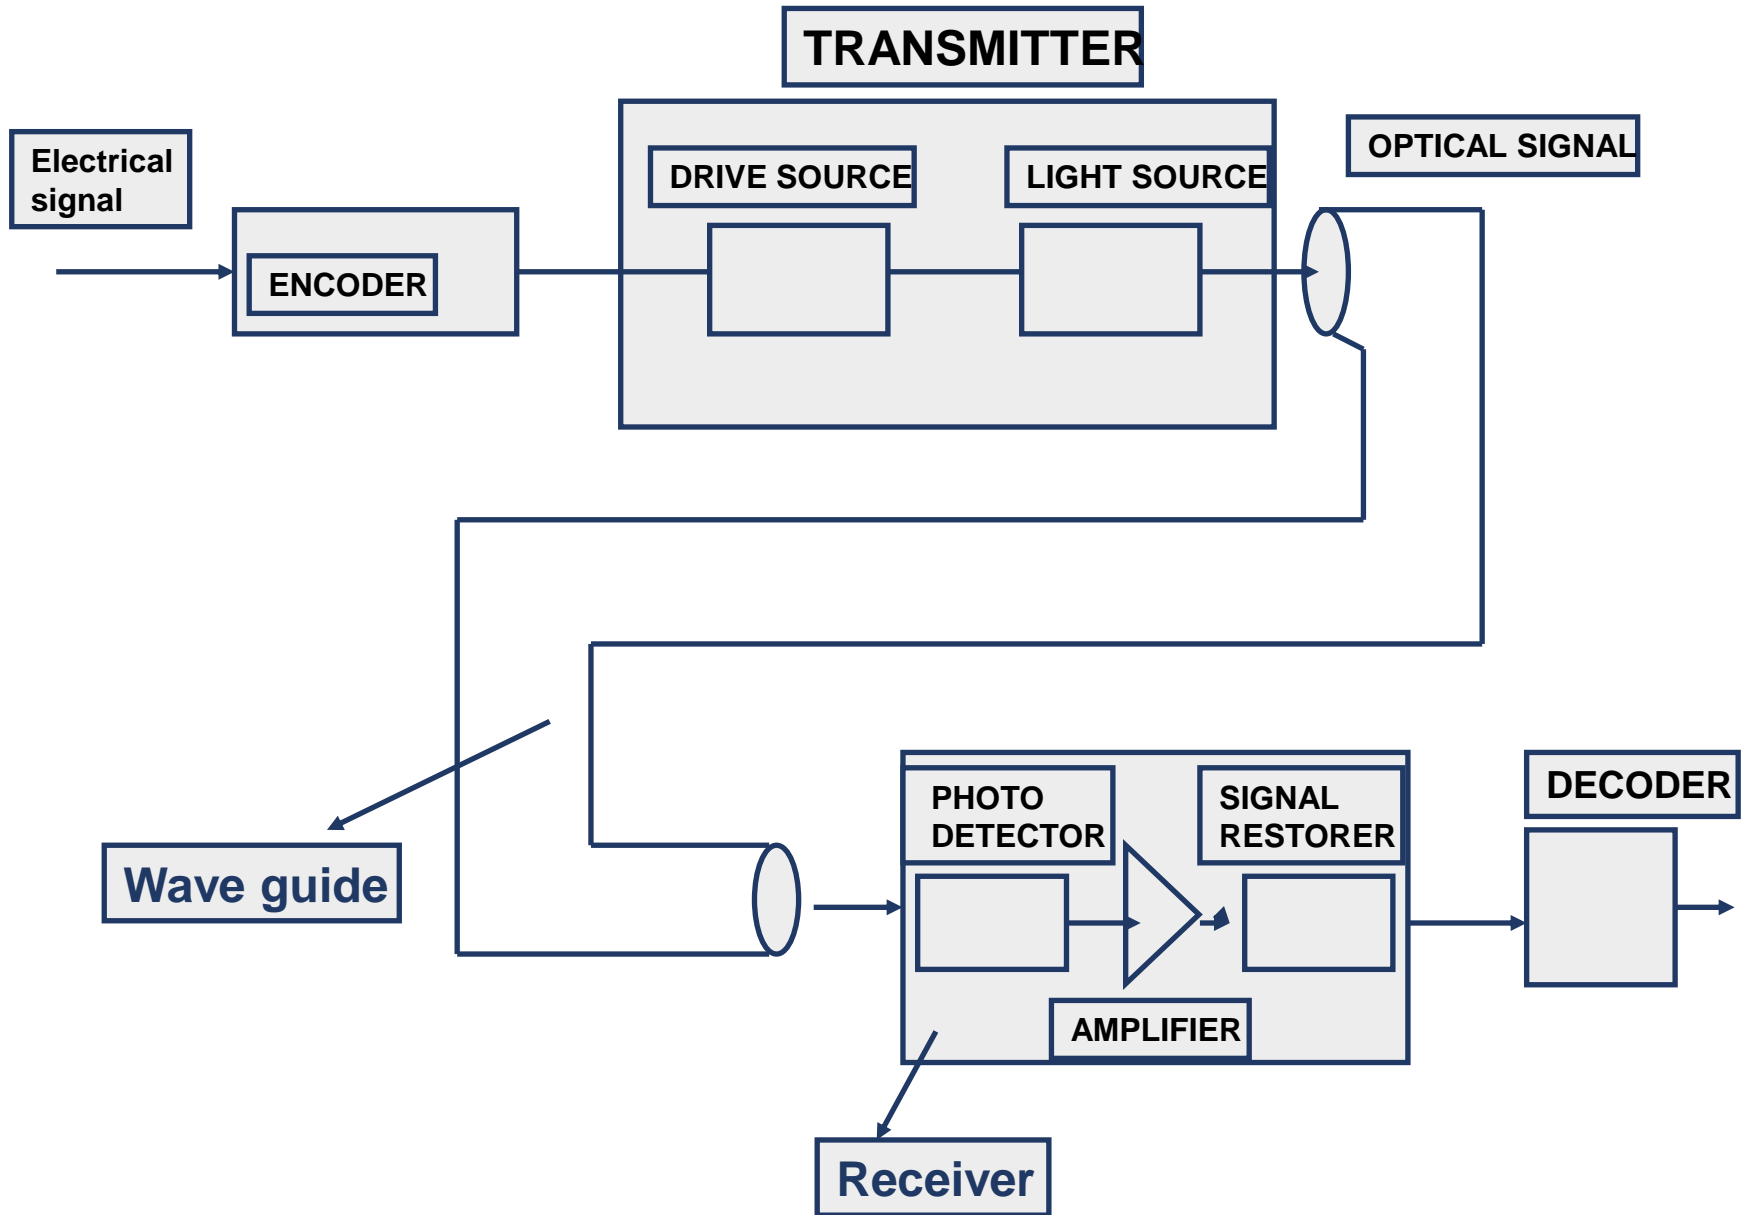 TRANSMITTER
Electrical
signal
DRIVE SOURCE
LIGHT SOURCE
OPTICAL SIGNAL
ENCODER
PHOTO
DETECTOR
SIGNAL
RESTORER
DECODER
Wave guide
AMPLIFIER
Receiver